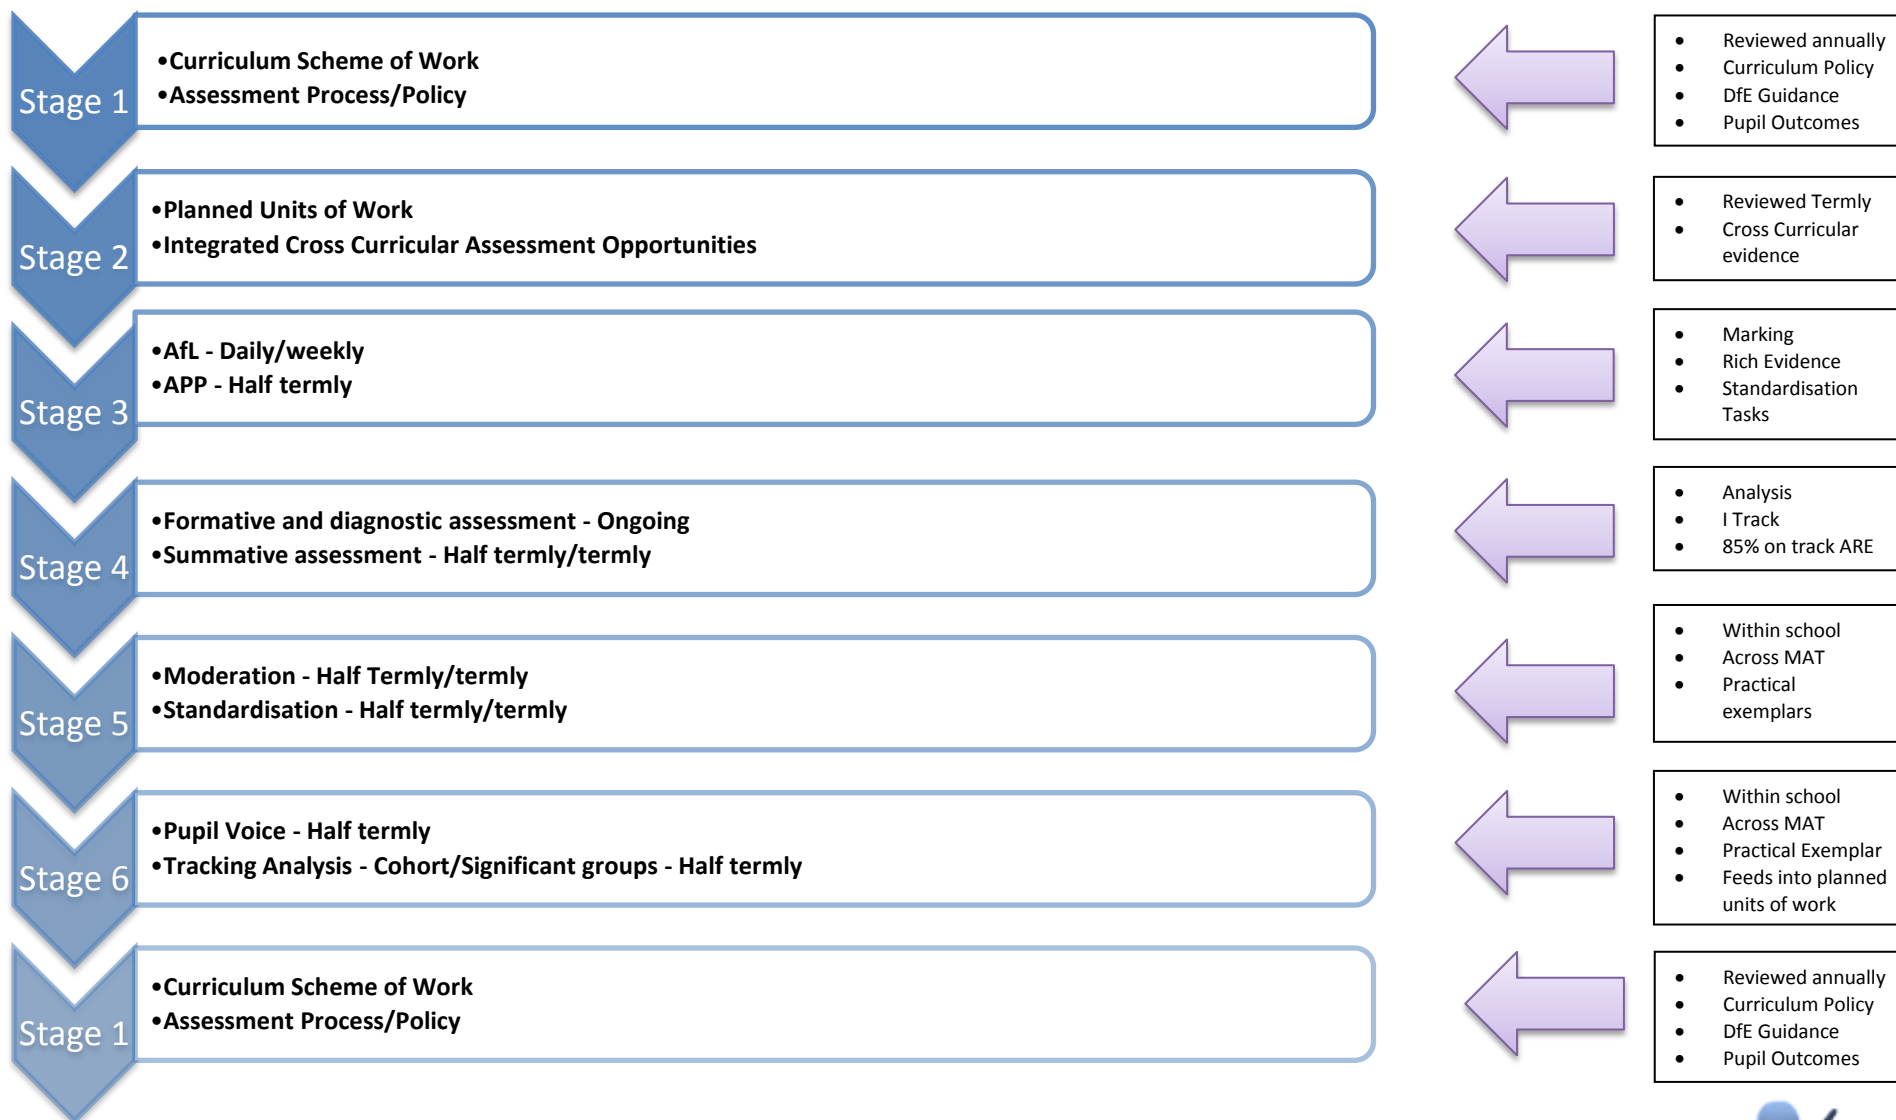 Stage 1
•Curriculum Scheme of Work
•Assessment Process/Policy
• Reviewed annually
• Curriculum Policy
• DfE Guidance
• Pupil Outcomes
Stage 2
•Planned Units of Work
•Integrated Cross Curricular Assessment Opportunities
• Reviewed Termly
• Cross Curricular
evidence
Stage 3
•AfL - Daily/weekly
•APP - Half termly
• Marking
• Rich Evidence
• Standardisation
Tasks
Stage 4
•Formative and diagnostic assessment - Ongoing
•Summative assessment - Half termly/termly
• Analysis
• I Track
• 85% on track ARE
Stage 5
•Moderation - Half Termly/termly
•Standardisation - Half termly/termly
• Within school
• Across MAT
• Practical
exemplars
Stage 6
•Pupil Voice - Half termly
•Tracking Analysis - Cohort/Significant groups - Half termly
• Within school
• Across MAT
• Practical Exemplar
• Feeds into planned
units of work
Stage 1
•Curriculum Scheme of Work
•Assessment Process/Policy
• Reviewed annually
• Curriculum Policy
• DfE Guidance
• Pupil Outcomes